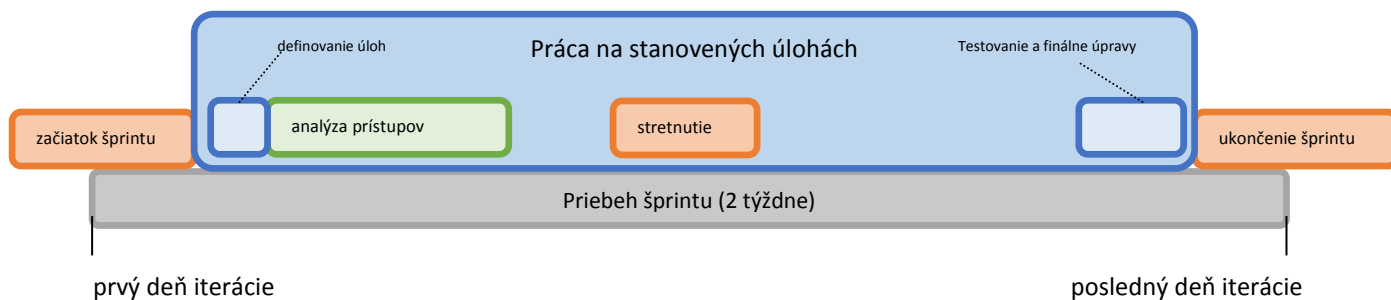 definovanie úloh
Práca na stanovených úlohách
Testovanie a finálne úpravy
začiatok šprintu
analýza prístupov
stretnutie
ukončenie šprintu
Priebeh šprintu (2 týždne)
prvý deň iterácie
posledný deň iterácie